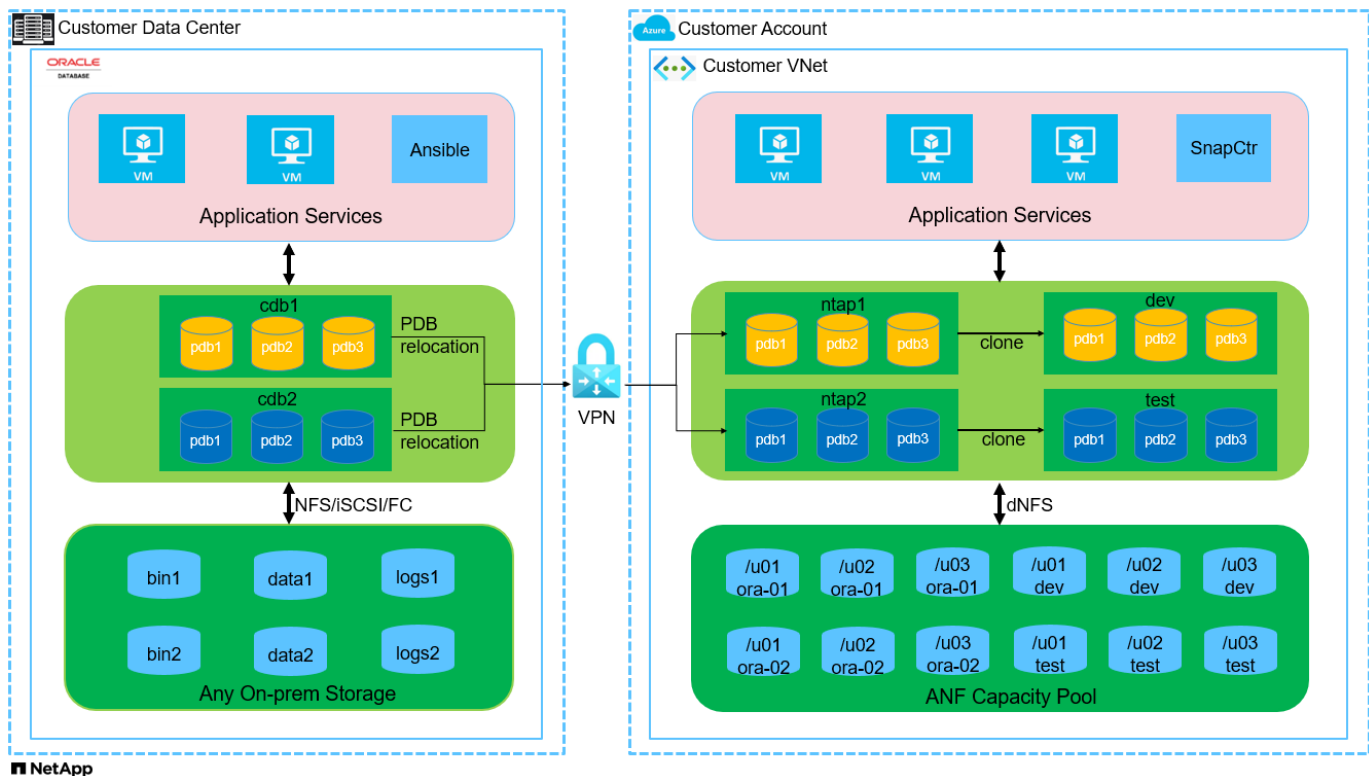 Customer Data Center
ORACLE
DATABASE
VM
VM
Ansible
Application Services
cdb1
pdb1
pdb2
pdb3
PDB
relocation
cdb2
pdb1
pdb2
pdb3
PDB
relocation
NFS/iSCSI/FC
bin1
data1
logs1
bin2
data2
logs2
Any On-prem Storage
VPN
Azure
Customer Account
Customer VNet
VM
VM
VM
SnapCtr
Application Services
ntap1
pdb1
pdb2
pdb3
clone
dev
pdb1
pdb2
pdb3
ntap2
pdb1
pdb2
pdb3
clone
test
pdb1
pdb2
pdb3
dNFS
/u01
ora-01
/u02
ora-01
/u03
ora-01
/u01
dev
/u02
dev
/u03
dev
/u01
ora-02
/u02
ora-02
/u03
ora-02
/u01
test
/u02
test
/u03
test
ANF Capacity Pool
NetApp